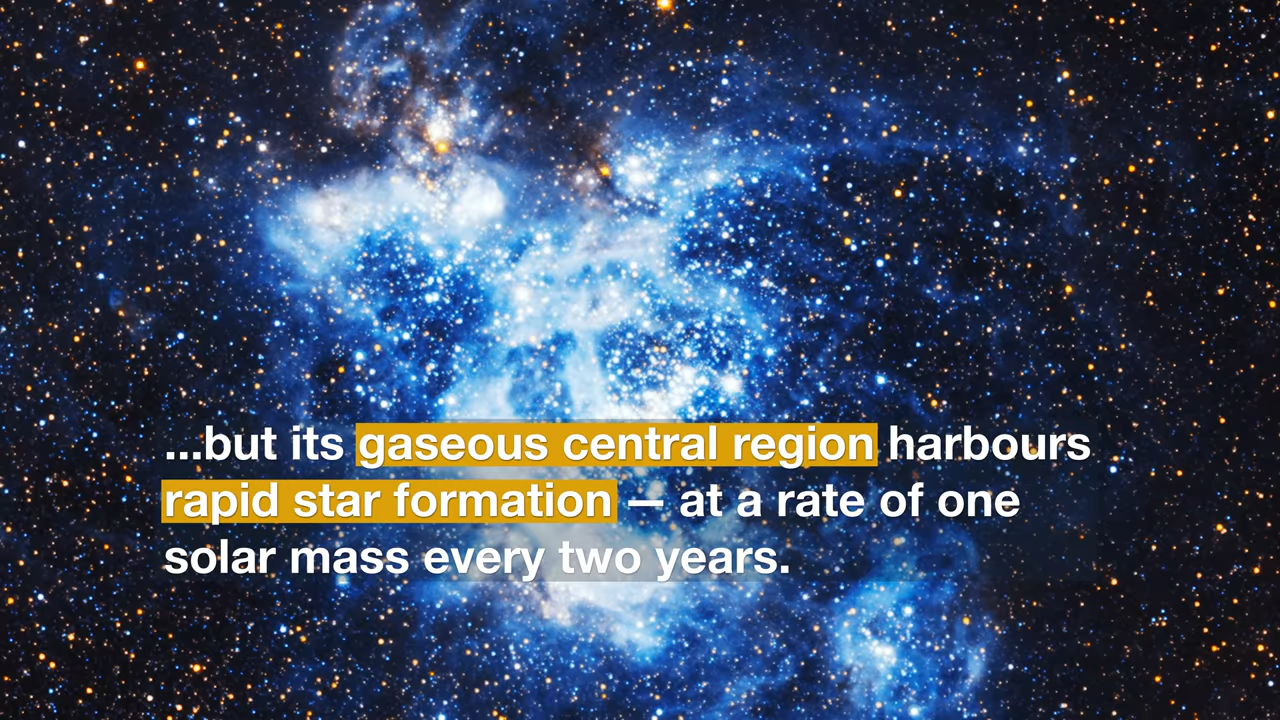 ...but its gaseous central region harbours
rapid star formation — at a rate of one
solar mass every two years.